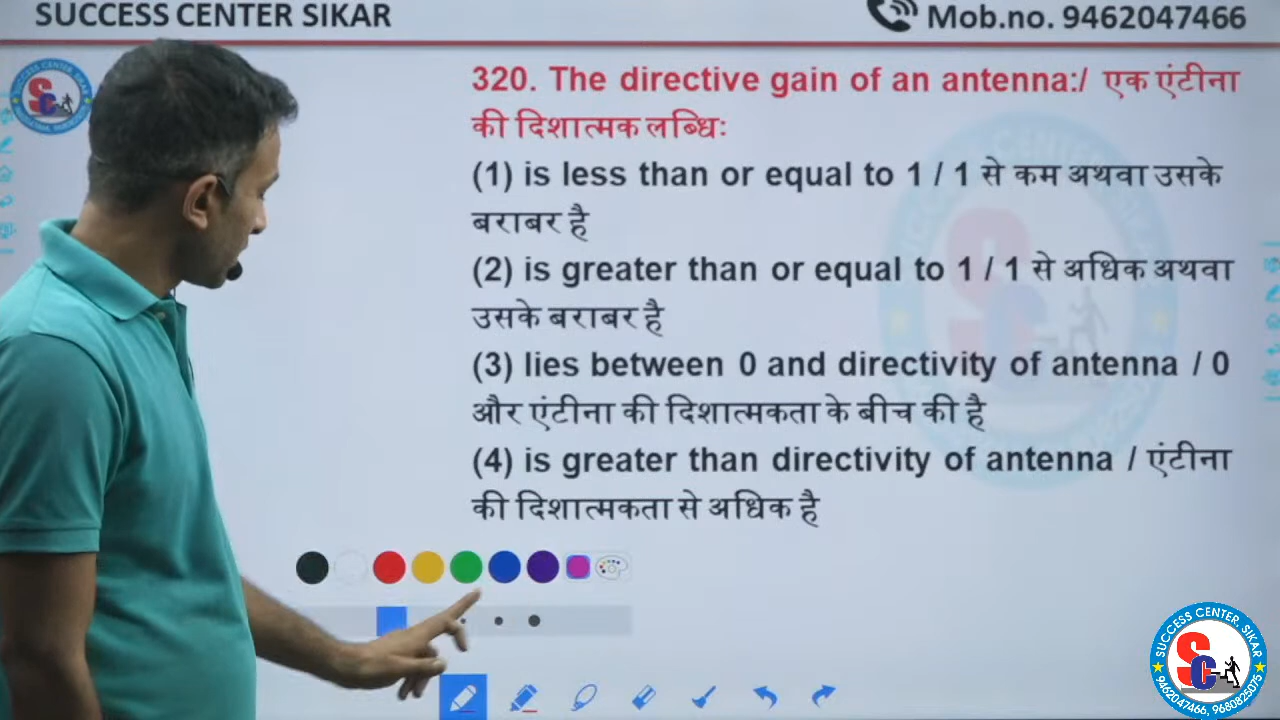 SUCCESS CENTER SIKAR
Mob.no. 9462047466
320. The directive gain of an antenna:/ एक एंटीना
की दिशात्मक लब्धिः
(1) is less than or equal to 1 / 1 से कम अथवा उसके
बराबर है
(2) is greater than or equal to 1 / 1 से अधिक अथवा
उसके बराबर है
(3) lies between 0 and directivity of antenna / 0
और एंटीना की दिशात्मकता के बीच की है
(4) is greater than directivity of antenna / एंटीना
की दिशात्मकता से अधिक है
SUCCESS CENTER, SIKAR
SC
9462047466, 9680825075